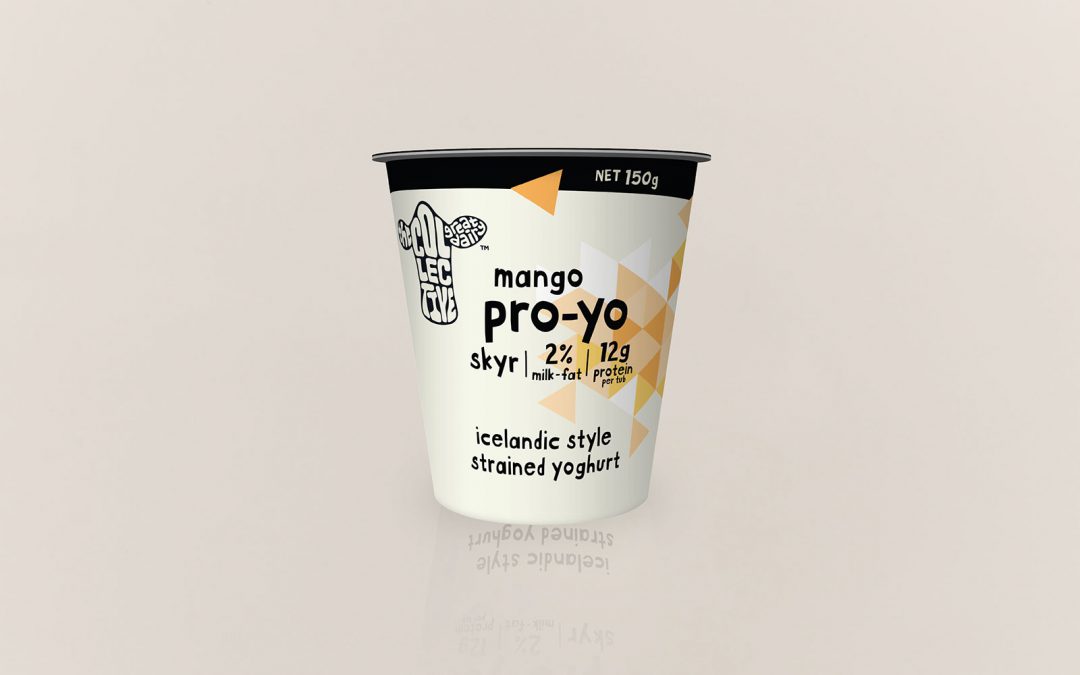 NET 150g
the COL great
LEC dairy
TIVE
™
mango
pro-yo
skyr | 2% milk-fat | 12g protein per tub
icelandic style
strained yoghurt